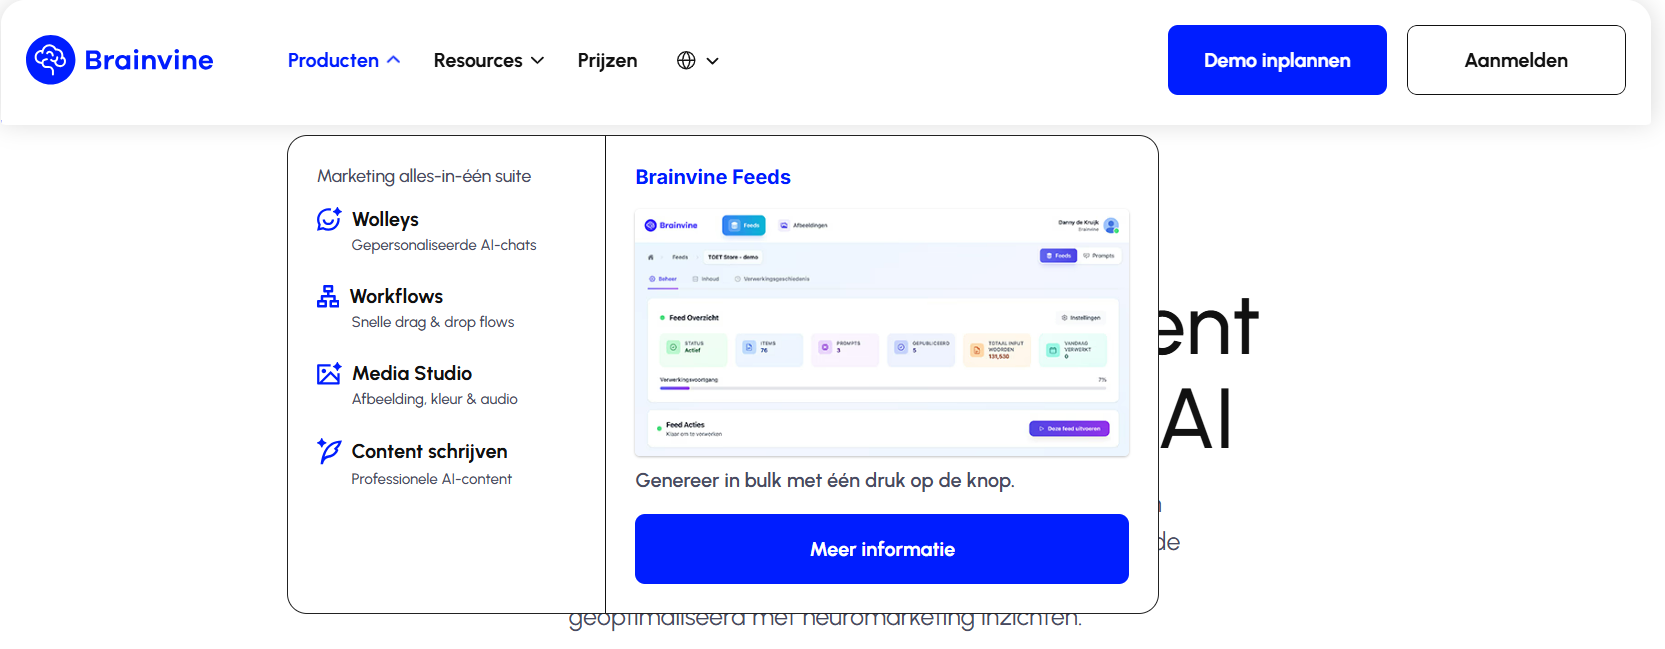 Brainvine
Producten
Resources
Prijzen
Demo inplannen
Aanmelden
Marketing alles-in-één suite
Wolleys
Gepersonaliseerde AI-chats
Workflows
Snelle drag & drop flows
Media Studio
Afbeelding, kleur & audio
Content schrijven
Professionele AI-content
Brainvine Feeds
Brainvine
Feeds
Afbeeldingen
Danny de Kruijk
Brainvine
Feeds
TOET Store - demo
Feeds
Prompts
Beheer
Inhoud
Verwerkingsgeschiedenis
Feed Overzicht
Instellingen
STATUS
Actief
ITEMS
76
PROMPTS
3
GEPUBLICEERD
5
TOTAAL INPUT
WOORDEN
131,530
VANDAAG
VERWERKT
0
Verwerkingsvoortgang
7%
Feed Acties
Klaar om te verwerken
Deze feed uitvoeren
Genereer in bulk met één druk op de knop.
Meer informatie
ent
AI
de
geoptimaliseerd met neuromarketing inzichten.